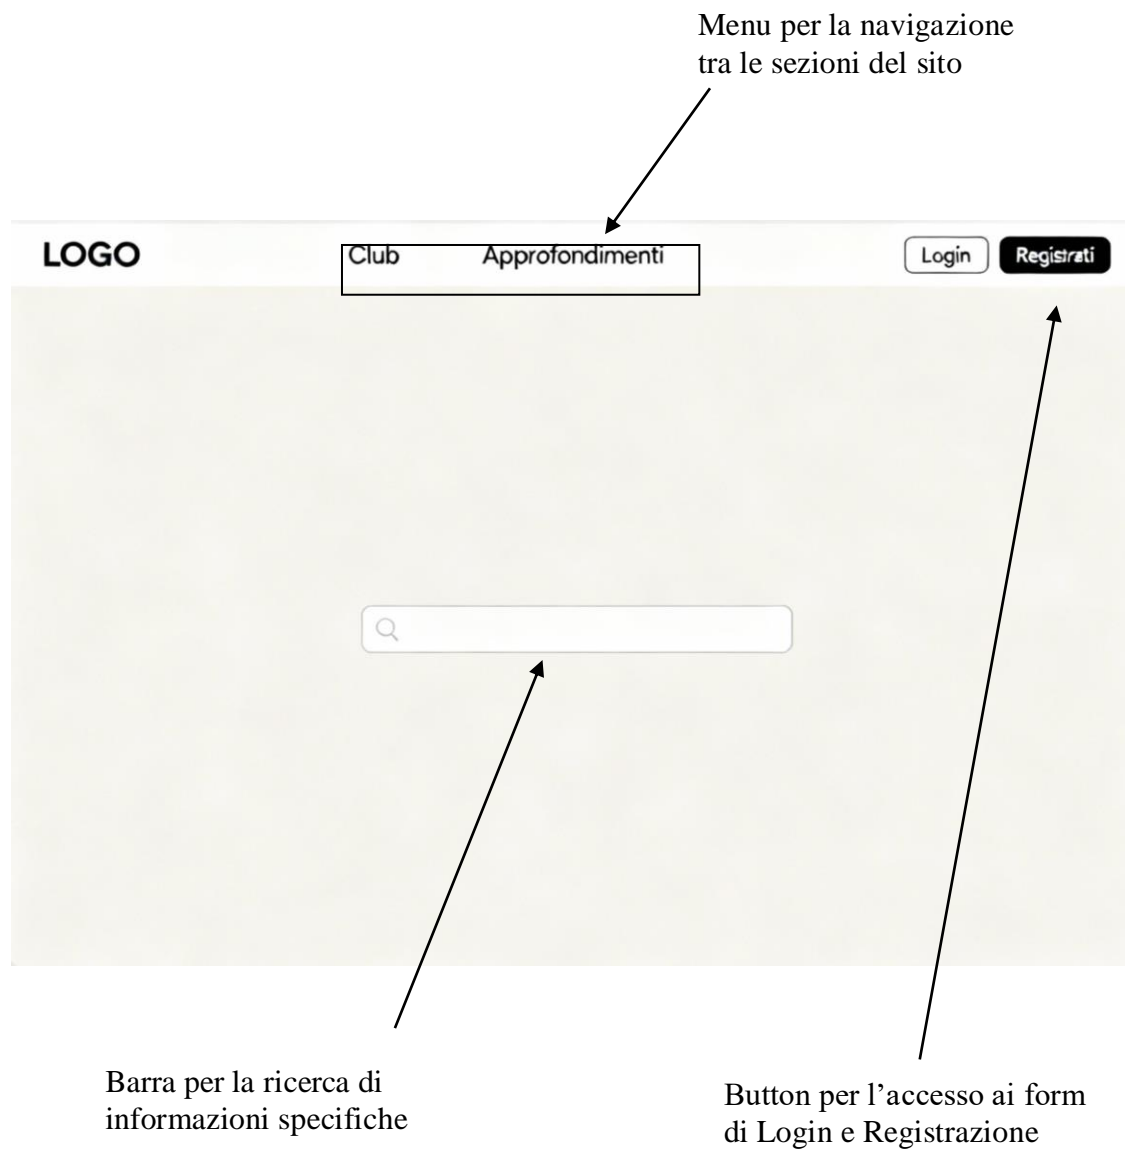 Menu per la navigazione
tra le sezioni del sito
LOGO
Club
Approfondimenti
Login
Registrati
Barra per la ricerca di
informazioni specifiche
Button per l’accesso ai form
di Login e Registrazione